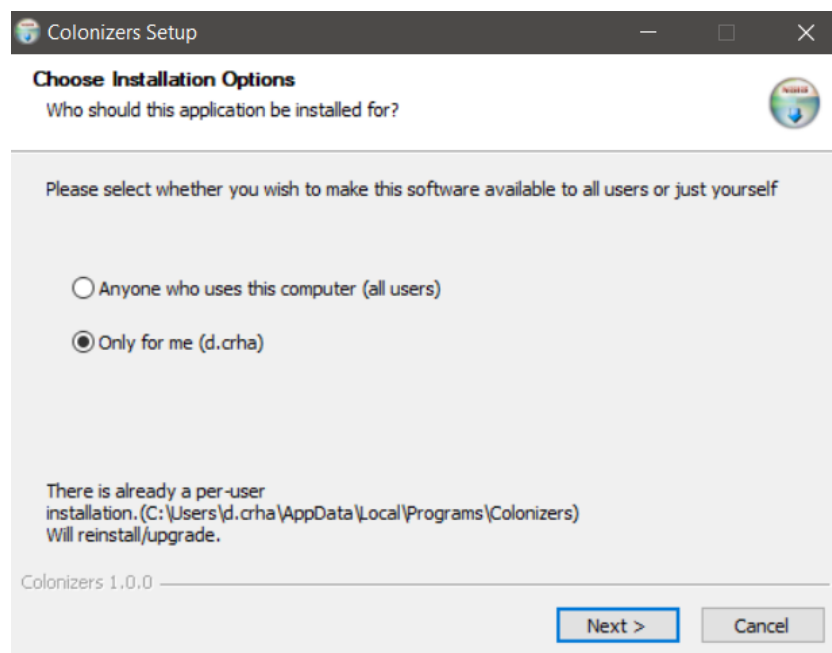 Colonizers Setup
Choose Installation Options
Who should this application be installed for?
Please select whether you wish to make this software available to all users or just yourself
Anyone who uses this computer (all users)
Only for me (d.crha)
There is already a per-user
installation.(C:\Users\d.crha\AppData\Local\Programs\Colonizers)
Will reinstall/upgrade.
Colonizers 1.0.0
Next >
Cancel